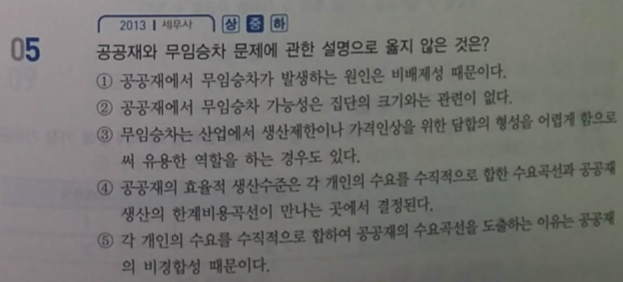 2013 | 세무사 상 중 하
05 공공재와 무임승차 문제에 관한 설명으로 옳지 않은 것은?
① 공공재에서 무임승차가 발생하는 원인은 비배제성 때문이다.
② 공공재에서 무임승차 가능성은 집단의 크기와는 관련이 없다.
③ 무임승차는 산업에서 생산제한이나 가격인상을 위한 담합의 형성을 어렵게 함으로
써 유용한 역할을 하는 경우도 있다.
④ 공공재의 효율적 생산수준은 각 개인의 수요를 수직적으로 합한 수요곡선과 공공재
생산의 한계비용곡선이 만나는 곳에서 결정된다.
⑤ 각 개인의 수요를 수직적으로 합하여 공공재의 수요곡선을 도출하는 이유는 공공재
의 비경합성 때문이다.